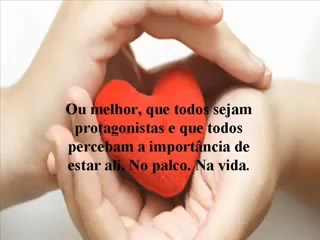 Ou melhor, que todos sejam
protagonistas e que todos
percebam a importância de
estar ali. No palco. Na vida.